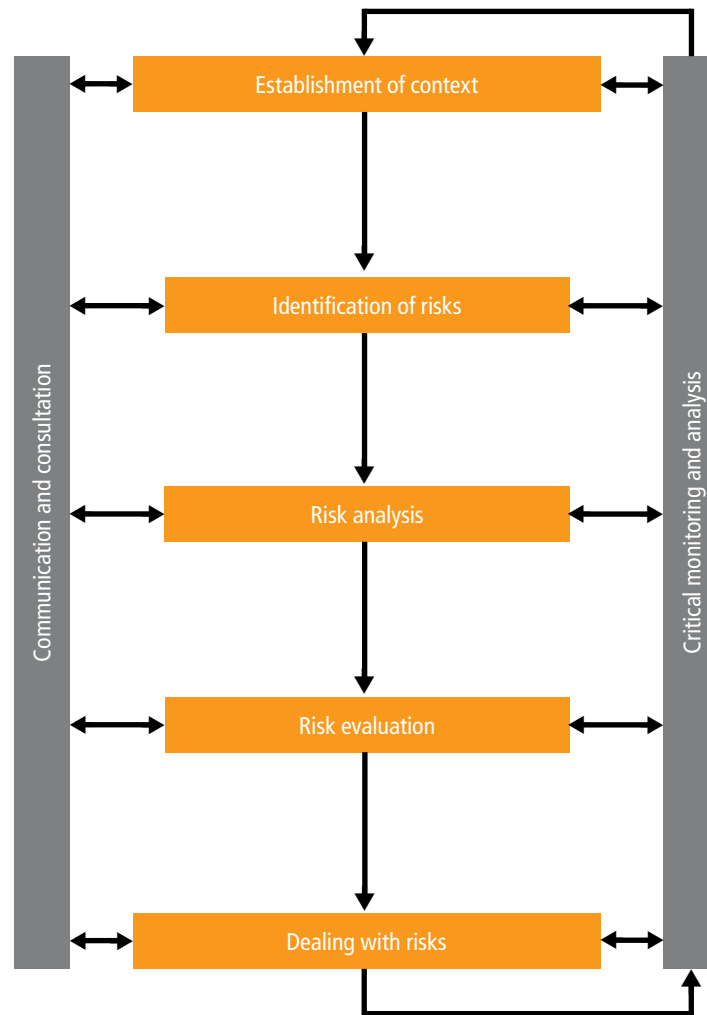 Establishment of context
Identification of risks
Risk analysis
Risk evaluation
Dealing with risks
Communication and consultation
Critical monitoring and analysis